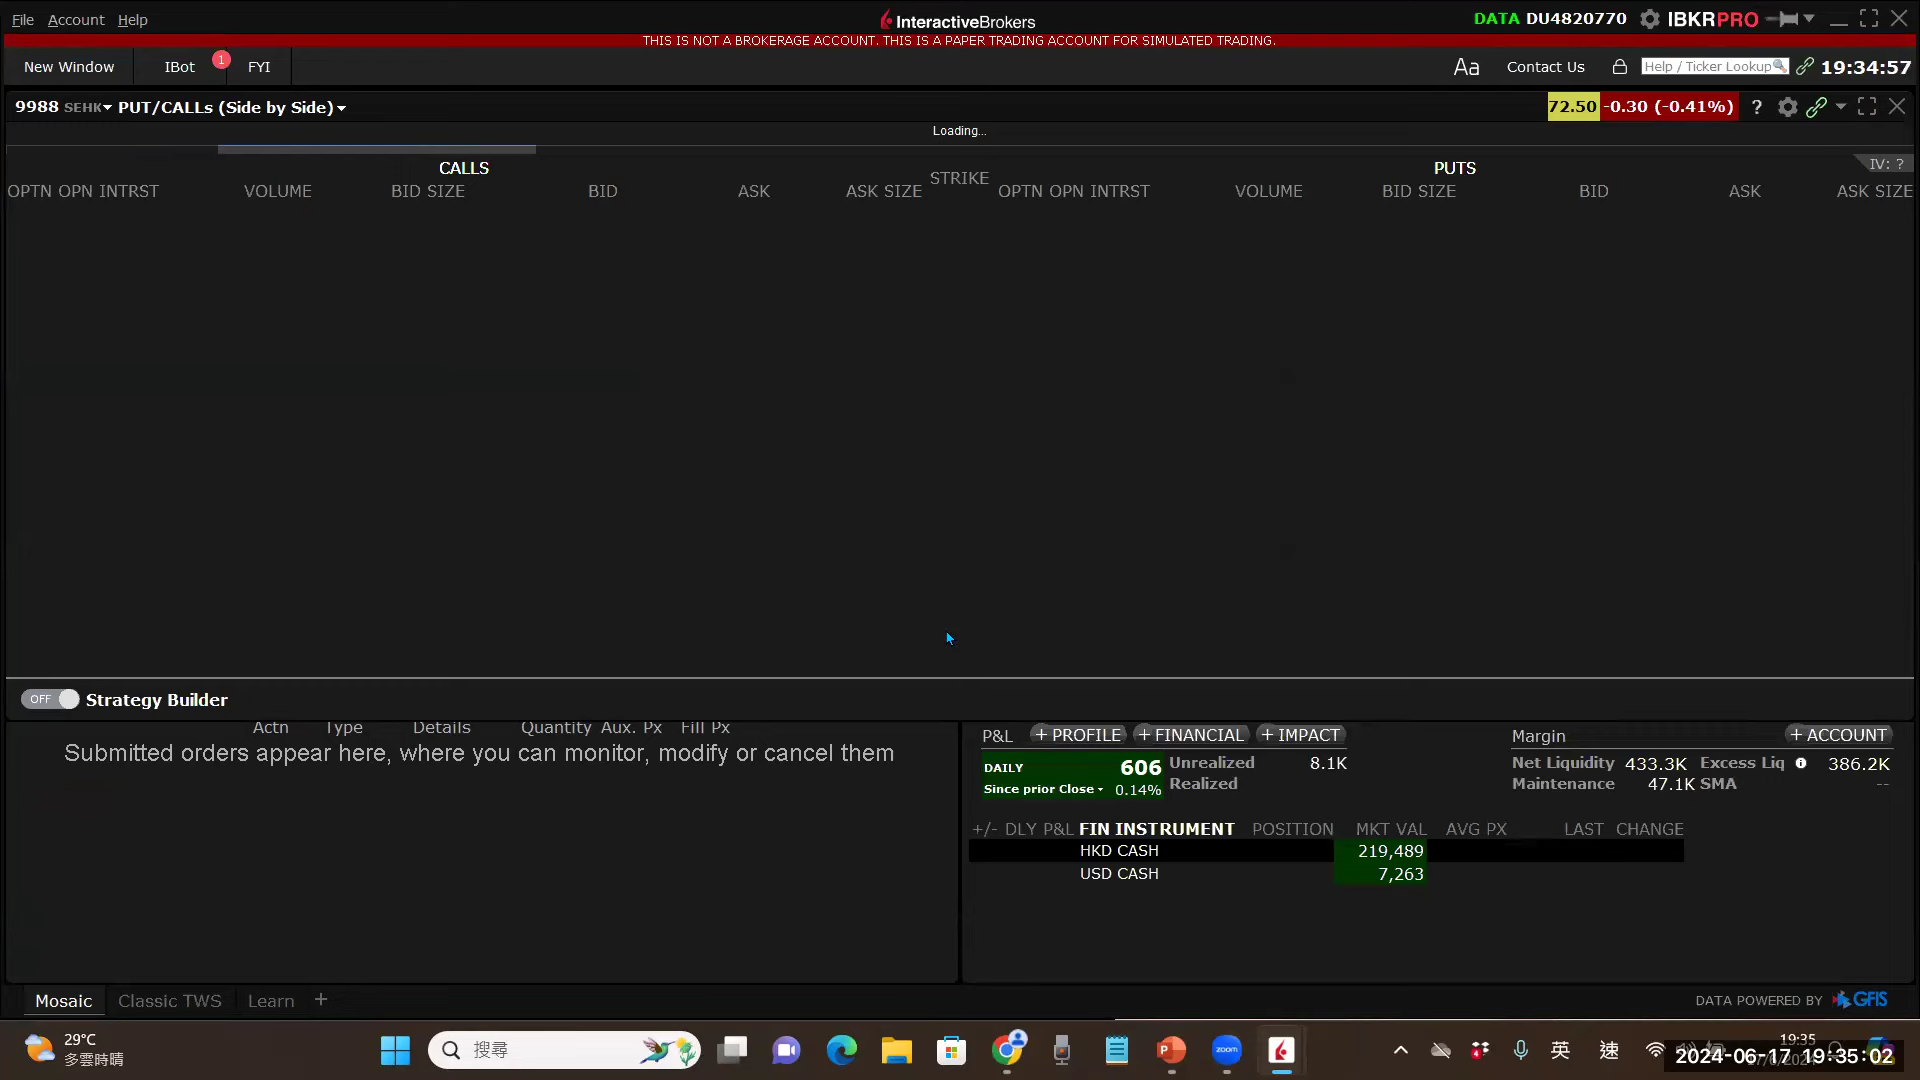 File Account Help
InteractiveBrokers
DATA DU4820770 IBKRPRO
THIS IS NOT A BROKERAGE ACCOUNT. THIS IS A PAPER TRADING ACCOUNT FOR SIMULATED TRADING.
New Window IBot 1 FYI
Aa Contact Us Help / Ticker Lookup 19:34:57
9988 SEHK PUT/CALLs (Side by Side)
72.50 -0.30 (-0.41%) ?
Loading...
CALLS STRIKE PUTS IV: ?
OPTN OPN INTRST VOLUME BID SIZE BID ASK ASK SIZE OPTN OPN INTRST VOLUME BID SIZE BID ASK ASK SIZE
OFF Strategy Builder
Actn Type Details Quantity Aux. Px Fill Px
Submitted orders appear here, where you can monitor, modify or cancel them
P&L + PROFILE + FINANCIAL + IMPACT Margin + ACCOUNT
DAILY 606 Unrealized 8.1K Net Liquidity 433.3K Excess Liq 386.2K
Since prior Close 0.14% Realized Maintenance 47.1K SMA --
+/- DLY P&L FIN INSTRUMENT POSITION MKT VAL AVG PX LAST CHANGE
HKD CASH 219,489
USD CASH 7,263
Mosaic Classic TWS Learn +
DATA POWERED BY GFIS
29°C
多雲時晴
搜尋
zoom
英 速
19:35
2024-06-17 19:35:02